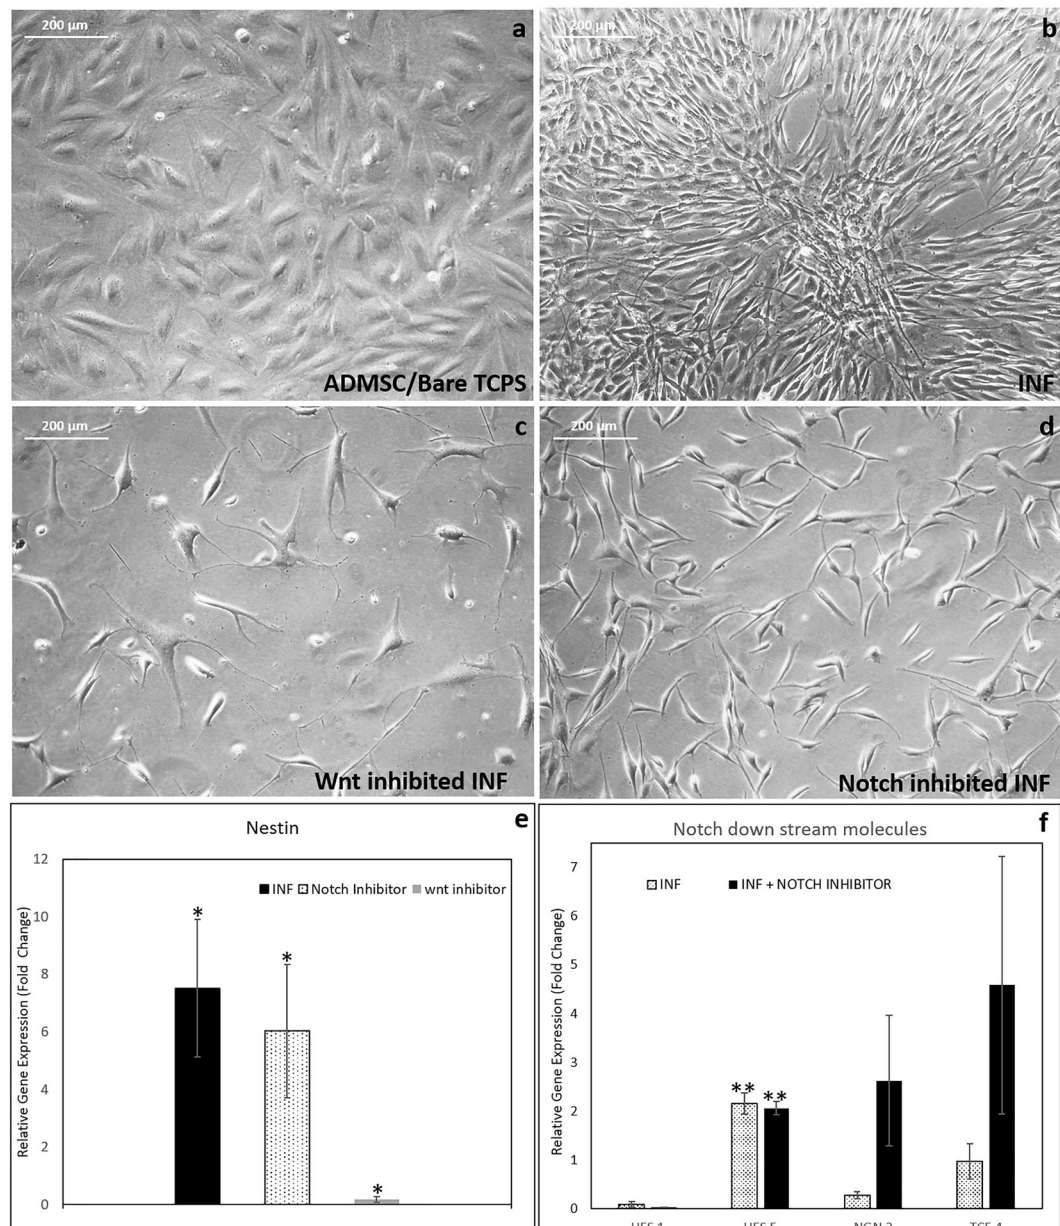 200 µm
a
ADMSC/Bare TCPS
200 µm
b
INF
200 µm
c
Wnt inhibited INF
200 µm
d
Notch inhibited INF
e
Nestin
Relative Gene Expression (Fold Change)
12
10
8
6
4
2
0
INF Notch Inhibitor wnt inhibitor
*
*
*
f
Notch down stream molecules
Relative Gene Expression (Fold Change)
7
6
5
4
3
2
1
0
INF INF + NOTCH INHIBITOR
** **